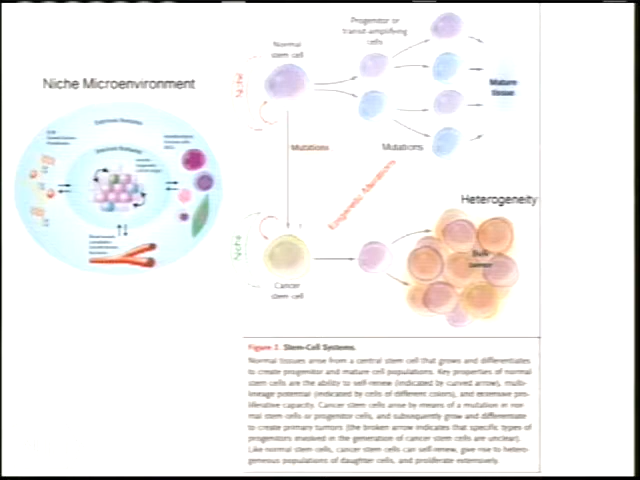 Niche Microenvironment
Normal
stem cell
Progenitor or
transit-amplifying
cells
Niche
Mature
tissue
Mutations
Mutations
Epigenetic Alterations
Heterogeneity
Niche
Bulk
tumor
Cancer
stem cell
Figure 2. Stem-Cell Systems.
Normal tissues arise from a central stem cell that grows and differentiates
to create progenitor and mature cell populations. Key properties of normal
stem cells are the ability to self-renew (indicated by curved arrow), multi-
lineage potential (indicated by cells of different colors), and extensive pro-
liferative capacity. Cancer stem cells arise by means of a mutation in nor-
mal stem cells or progenitor cells, and subsequently grow and differentiate
to create primary tumors (the broken arrow indicates that specific types of
progenitors involved in the generation of cancer stem cells are unclear).
Like normal stem cells, cancer stem cells can self-renew, give rise to hetero-
geneous populations of daughter cells, and proliferate extensively.